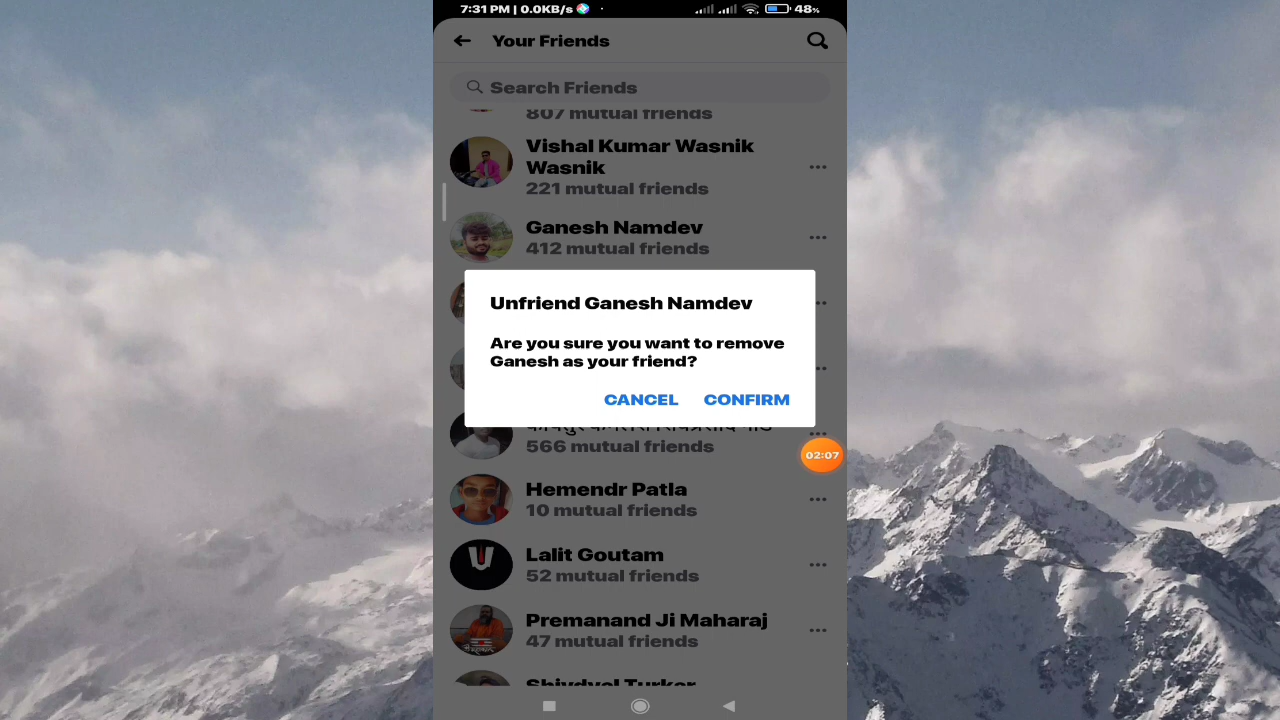 7:31 PM | 0.0KB/s
48%
Your Friends
Search Friends
807 mutual friends
Vishal Kumar Wasnik
Wasnik
221 mutual friends
Ganesh Namdev
412 mutual friends
Unfriend Ganesh Namdev
Are you sure you want to remove
Ganesh as your friend?
CANCEL CONFIRM
566 mutual friends
02:07
Hemendr Patla
10 mutual friends
Lalit Goutam
52 mutual friends
Premanand Ji Maharaj
47 mutual friends